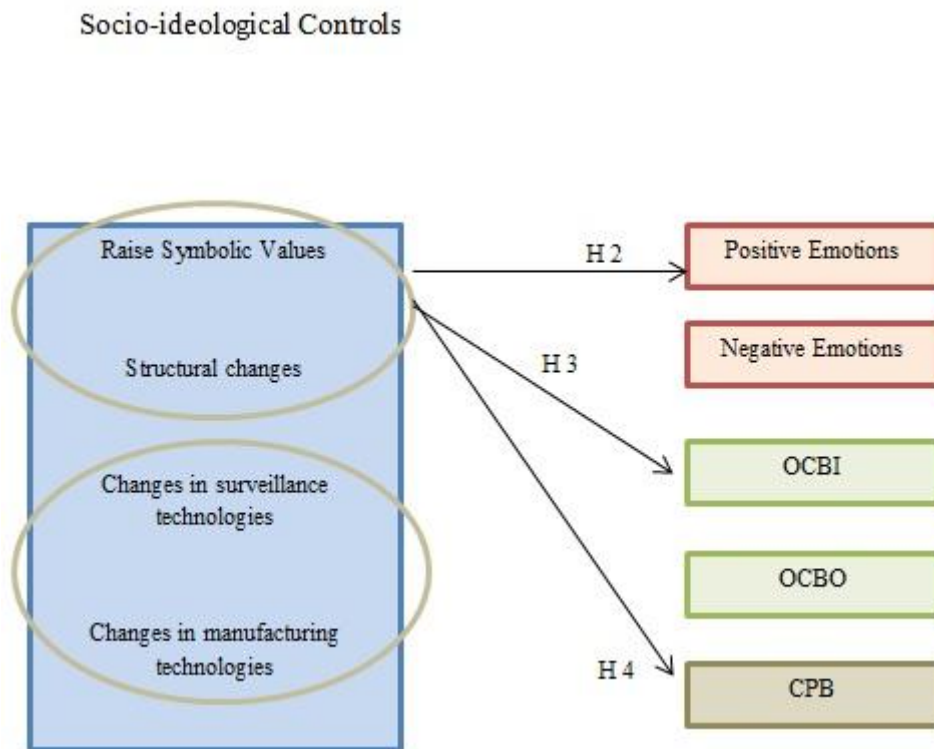 Socio-ideological Controls
Raise Symbolic Values
Structural changes
Changes in surveillance
technologies
Changes in manufacturing
technologies
H 2
H 3
H 4
Positive Emotions
Negative Emotions
OCBI
OCBO
CPB